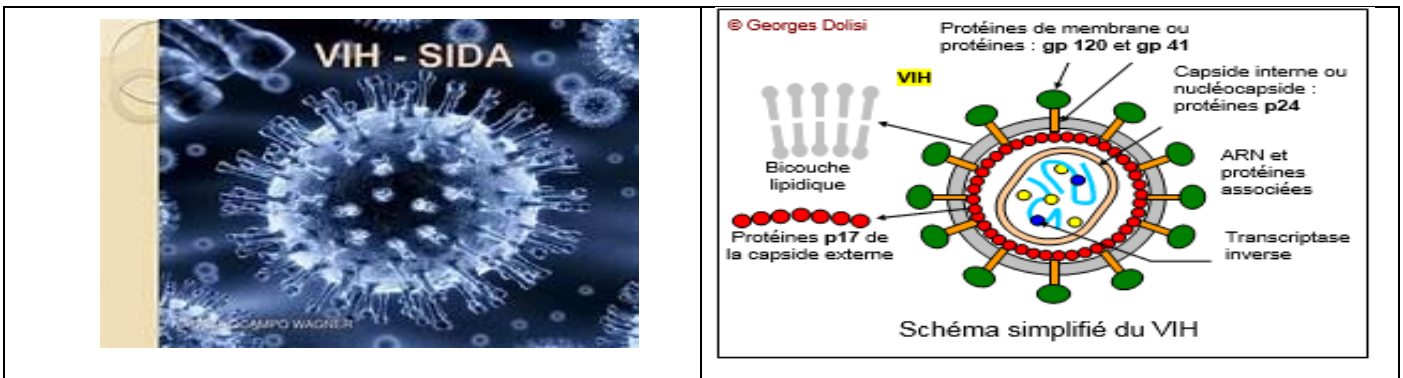 VIH - SIDA
OCAMPO WAGNER
© Georges Dolisi
Protéines de membrane ou
protéines : gp 120 et gp 41
VIH
Capside interne ou
nucléocapside :
protéines p24
Bicouche
lipidique
ARN et
protéines
associées
Protéines p17 de
la capside externe
Transcriptase
inverse
Schéma simplifié du VIH